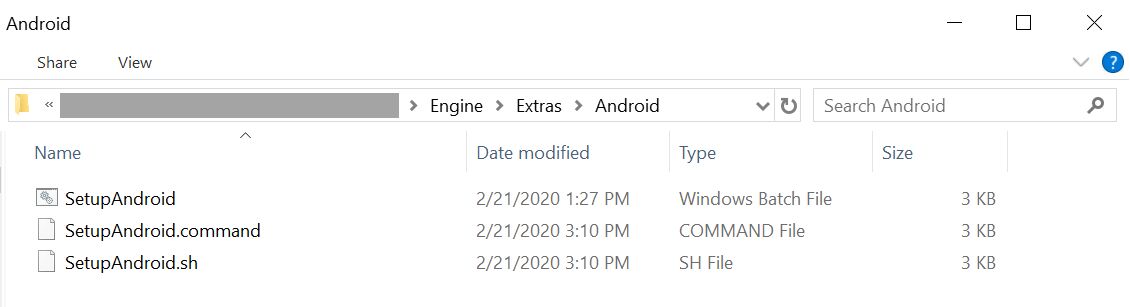 Android
Share View
« Engine > Extras > Android Search Android
Name Date modified Type Size
SetupAndroid 2/21/2020 1:27 PM Windows Batch File 3 KB
SetupAndroid.command 2/21/2020 3:10 PM COMMAND File 3 KB
SetupAndroid.sh 2/21/2020 3:10 PM SH File 3 KB